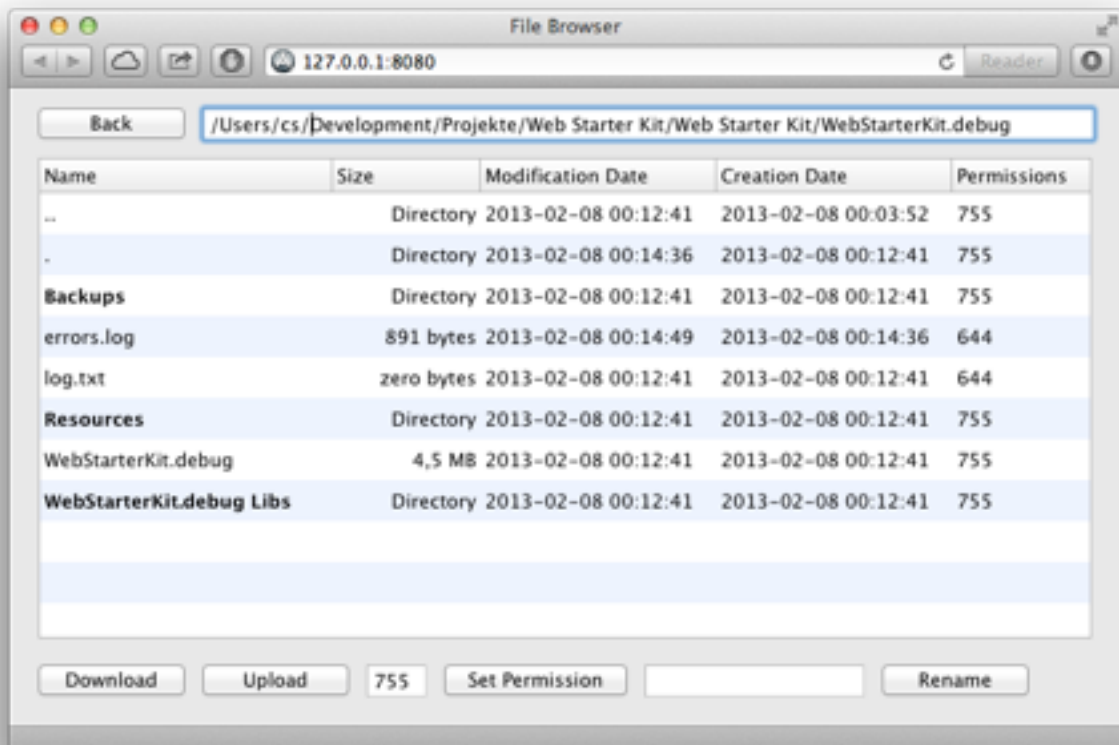 File Browser
127.0.0.1:8080 Reader
Back /Users/cs/Development/Projekte/Web Starter Kit/Web Starter Kit/WebStarterKit.debug
Name Size Modification Date Creation Date Permissions
.. Directory 2013-02-08 00:12:41 2013-02-08 00:03:52 755
. Directory 2013-02-08 00:14:36 2013-02-08 00:12:41 755
Backups Directory 2013-02-08 00:12:41 2013-02-08 00:12:41 755
errors.log 891 bytes 2013-02-08 00:14:49 2013-02-08 00:14:36 644
log.txt zero bytes 2013-02-08 00:12:41 2013-02-08 00:12:41 644
Resources Directory 2013-02-08 00:12:41 2013-02-08 00:12:41 755
WebStarterKit.debug 4,5 MB 2013-02-08 00:12:41 2013-02-08 00:12:41 755
WebStarterKit.debug Libs Directory 2013-02-08 00:12:41 2013-02-08 00:12:41 755
Download Upload 755 Set Permission Rename